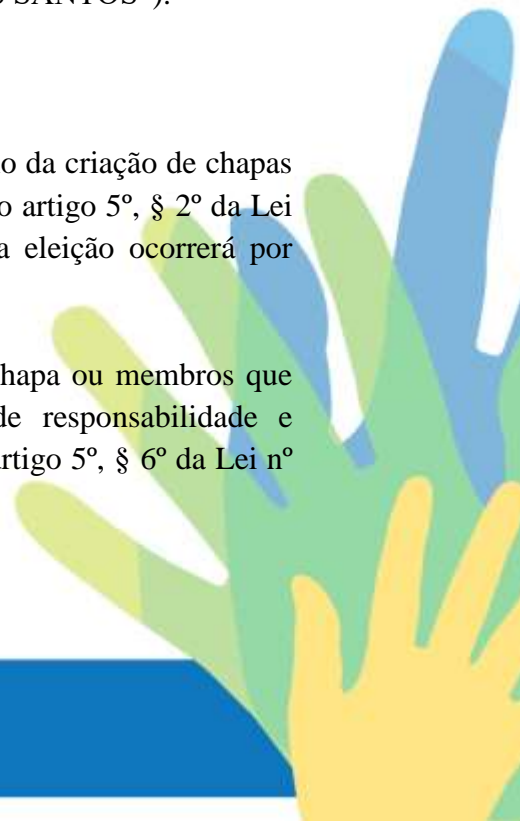 SANTOS").
o da criação de chapas
o artigo 5º, § 2º da Lei
a eleição ocorrerá por
hapa ou membros que
de responsabilidade e
artigo 5º, § 6º da Lei nº